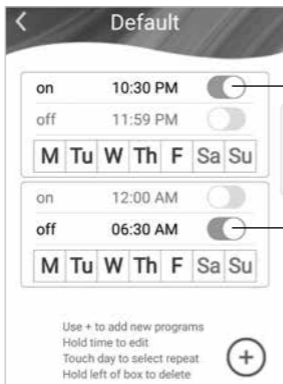 Default
on 10:30 PM
off 11:59 PM
M Tu W Th F Sa Su
on 12:00 AM
off 06:30 AM
M Tu W Th F Sa Su
Use + to add new programs
Hold time to edit
Touch day to select repeat
Hold left of box to delete